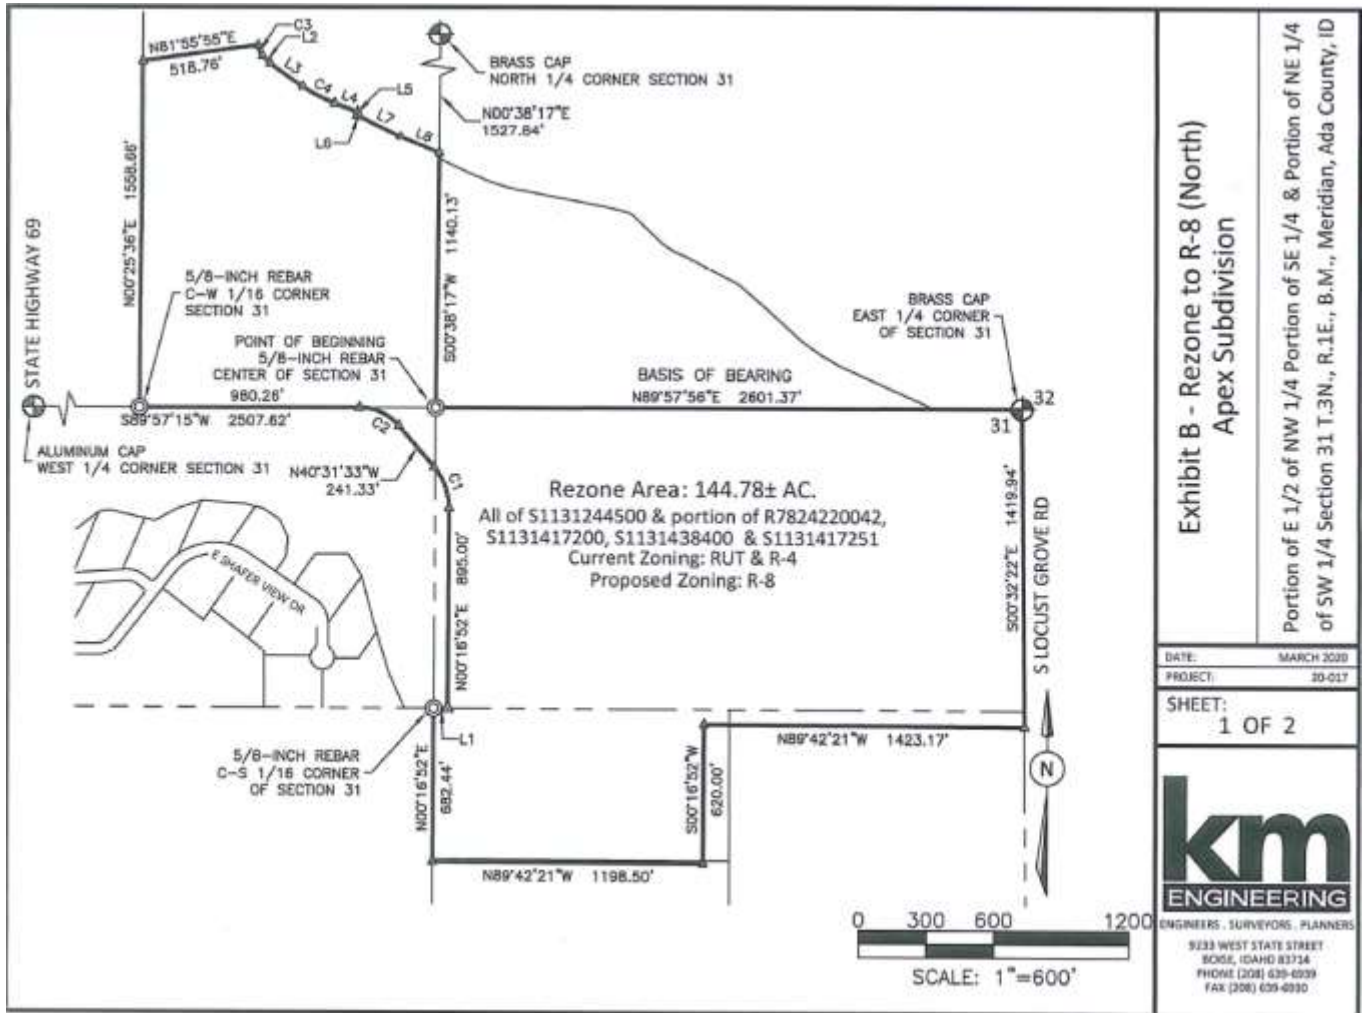 C3
L2
N81°55'55"E
518.76'
L3
C4
L4
L5
L6
L7
L8
BRASS CAP
NORTH 1/4 CORNER SECTION 31
N00°38'17"E
1527.84'
N00°25'36"E 1558.66'
S00°38'17"W 1140.13'
STATE HIGHWAY 69
5/8-INCH REBAR
C-W 1/16 CORNER
SECTION 31
POINT OF BEGINNING
5/8-INCH REBAR
CENTER OF SECTION 31
980.26'
S89°57'15"W 2507.62'
ALUMINUM CAP
WEST 1/4 CORNER SECTION 31
C2
N40°31'33"W
241.33'
C1
BRASS CAP
EAST 1/4 CORNER
OF SECTION 31
BASIS OF BEARING
N89°57'56"E 2601.37'
32
31
Rezone Area: 144.78± AC.
All of S1131244500 & portion of R7824220042,
S1131417200, S1131438400 & S1131417251
Current Zoning: RUT & R-4
Proposed Zoning: R-8
S00°32'22"E 1419.94'
S LOCUST GROVE RD
E SHAFER VIEW DR
N00°16'52"E 895.00'
L1
5/8-INCH REBAR
C-S 1/16 CORNER
OF SECTION 31
N00°16'52"E
682.44'
N89°42'21"W 1198.50'
S00°16'52"W
620.00'
N89°42'21"W 1423.17'
N
0 300 600 1200
SCALE: 1"=600'
Exhibit B - Rezone to R-8 (North)
Apex Subdivision
Portion of E 1/2 of NW 1/4 Portion of SE 1/4 & Portion of NE 1/4
of SW 1/4 Section 31 T.3N., R.1E., B.M., Meridian, Ada County, ID
DATE: MARCH 2020
PROJECT: 20-017
SHEET:
1 OF 2
km
ENGINEERING
ENGINEERS . SURVEYORS . PLANNERS
9233 WEST STATE STREET
BOISE, IDAHO 83714
PHONE (208) 639-6939
FAX (208) 639-6930